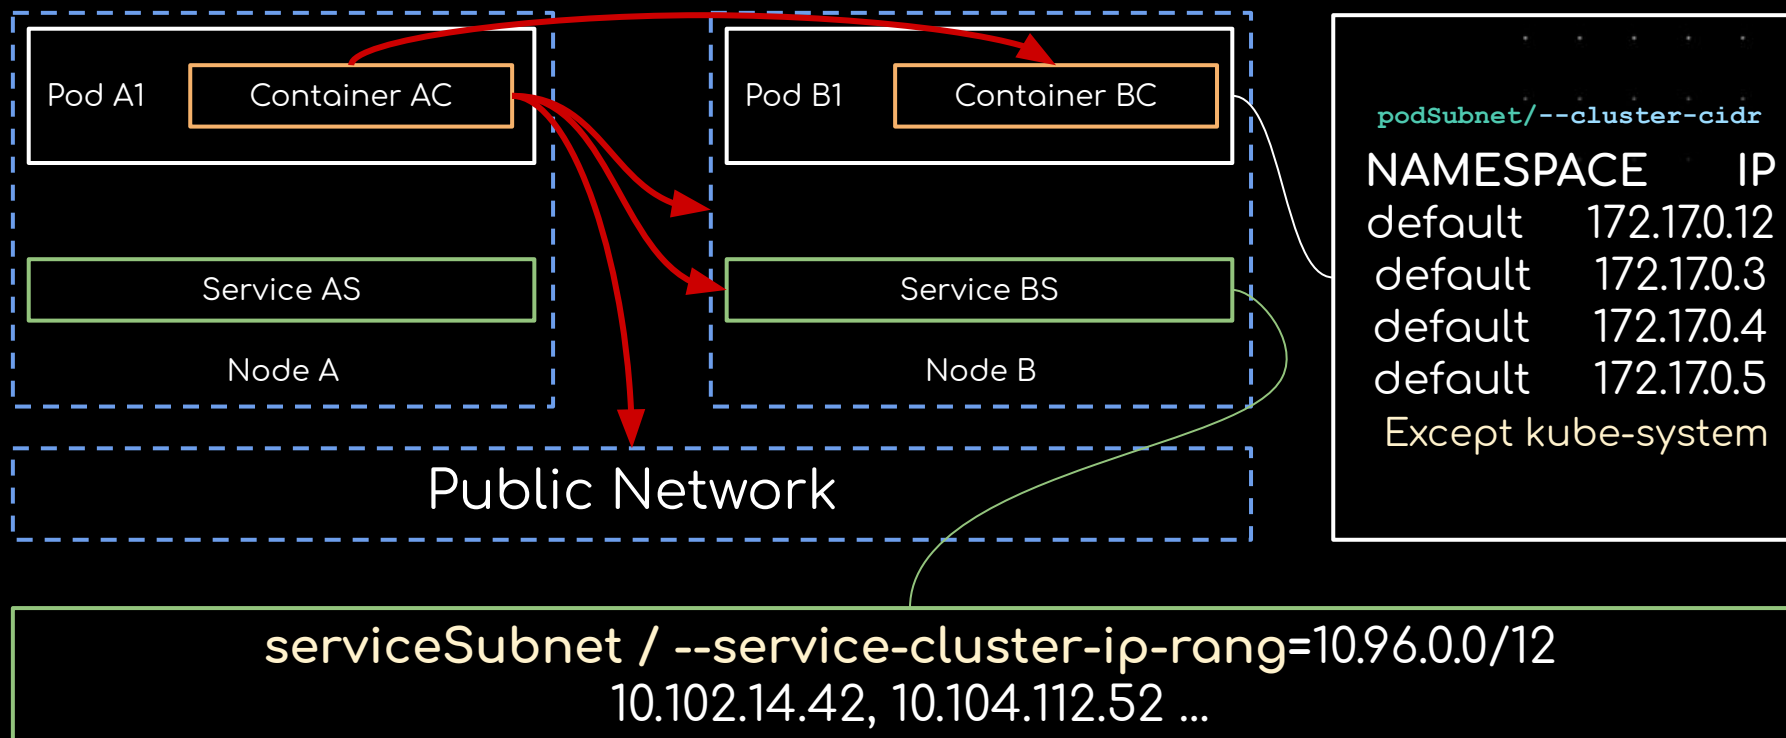 Pod A1
Container AC
Service AS
Node A
Pod B1
Container BC
Service BS
Node B
Public Network
podSubnet/--cluster-cidr
NAMESPACE IP
default 172.17.0.12
default 172.17.0.3
default 172.17.0.4
default 172.17.0.5
Except kube-system
serviceSubnet / --service-cluster-ip-rang=10.96.0.0/12
10.102.14.42, 10.104.112.52 ...